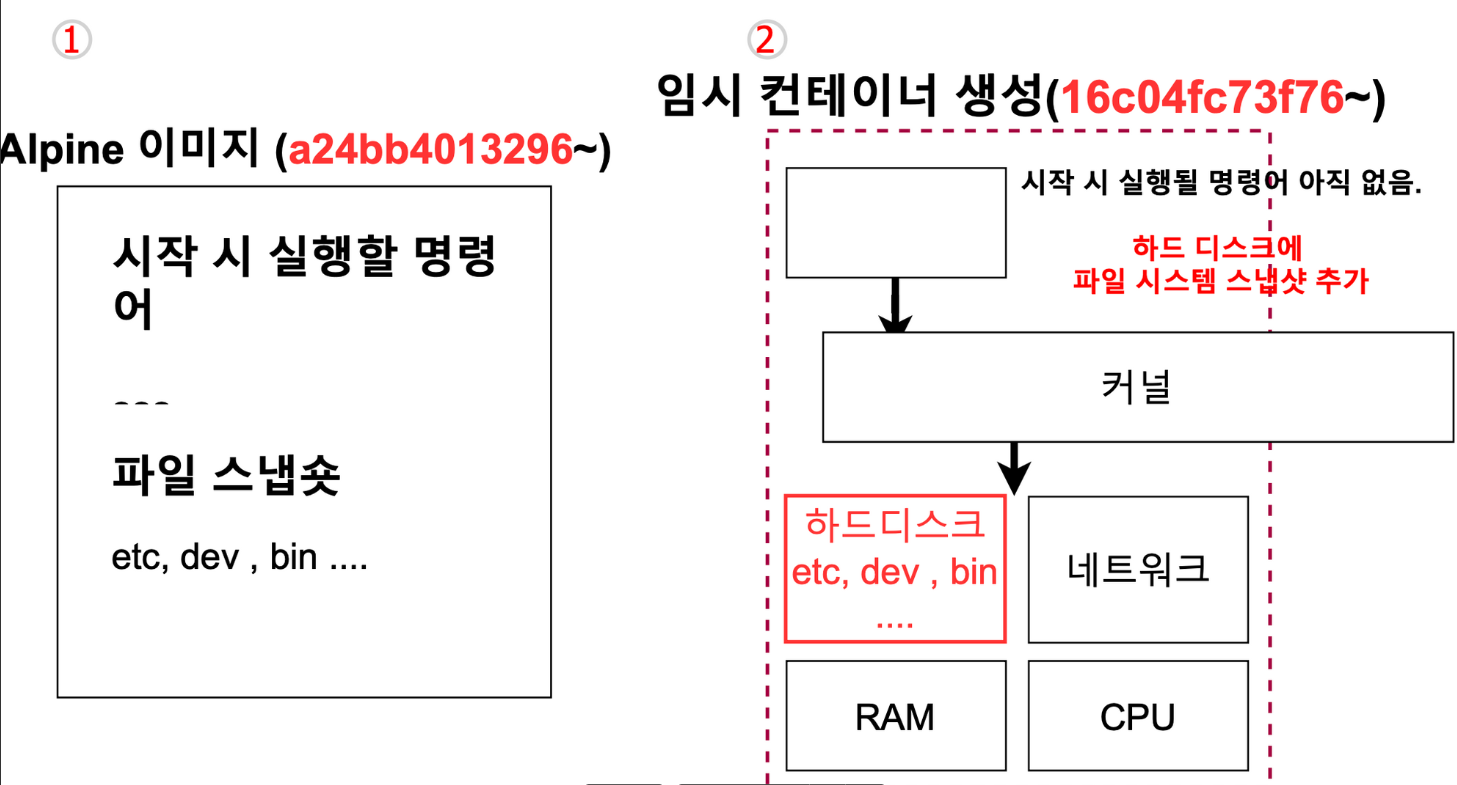 1
Alpine 이미지 (a24bb4013296~)
시작 시 실행할 명령
어
파일 스냅숏
etc, dev , bin ....
2
임시 컨테이너 생성(16c04fc73f76~)
시작 시 실행될 명령어 아직 없음.
하드 디스크에
파일 시스템 스냅샷 추가
커널
하드디스크
etc, dev , bin
....
네트워크
RAM
CPU